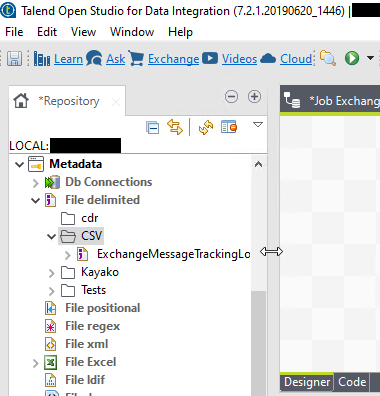 Talend Open Studio for Data Integration (7.2.1.20190620_1446) |
File Edit View Window Help
Learn Ask Exchange Videos Cloud
*Repository
*Job Exchang
LOCAL:
Metadata
Db Connections
File delimited
cdr
CSV
ExchangeMessageTrackingLo
Kayako
Tests
File positional
File regex
File xml
File Excel
File ldif
Designer Code